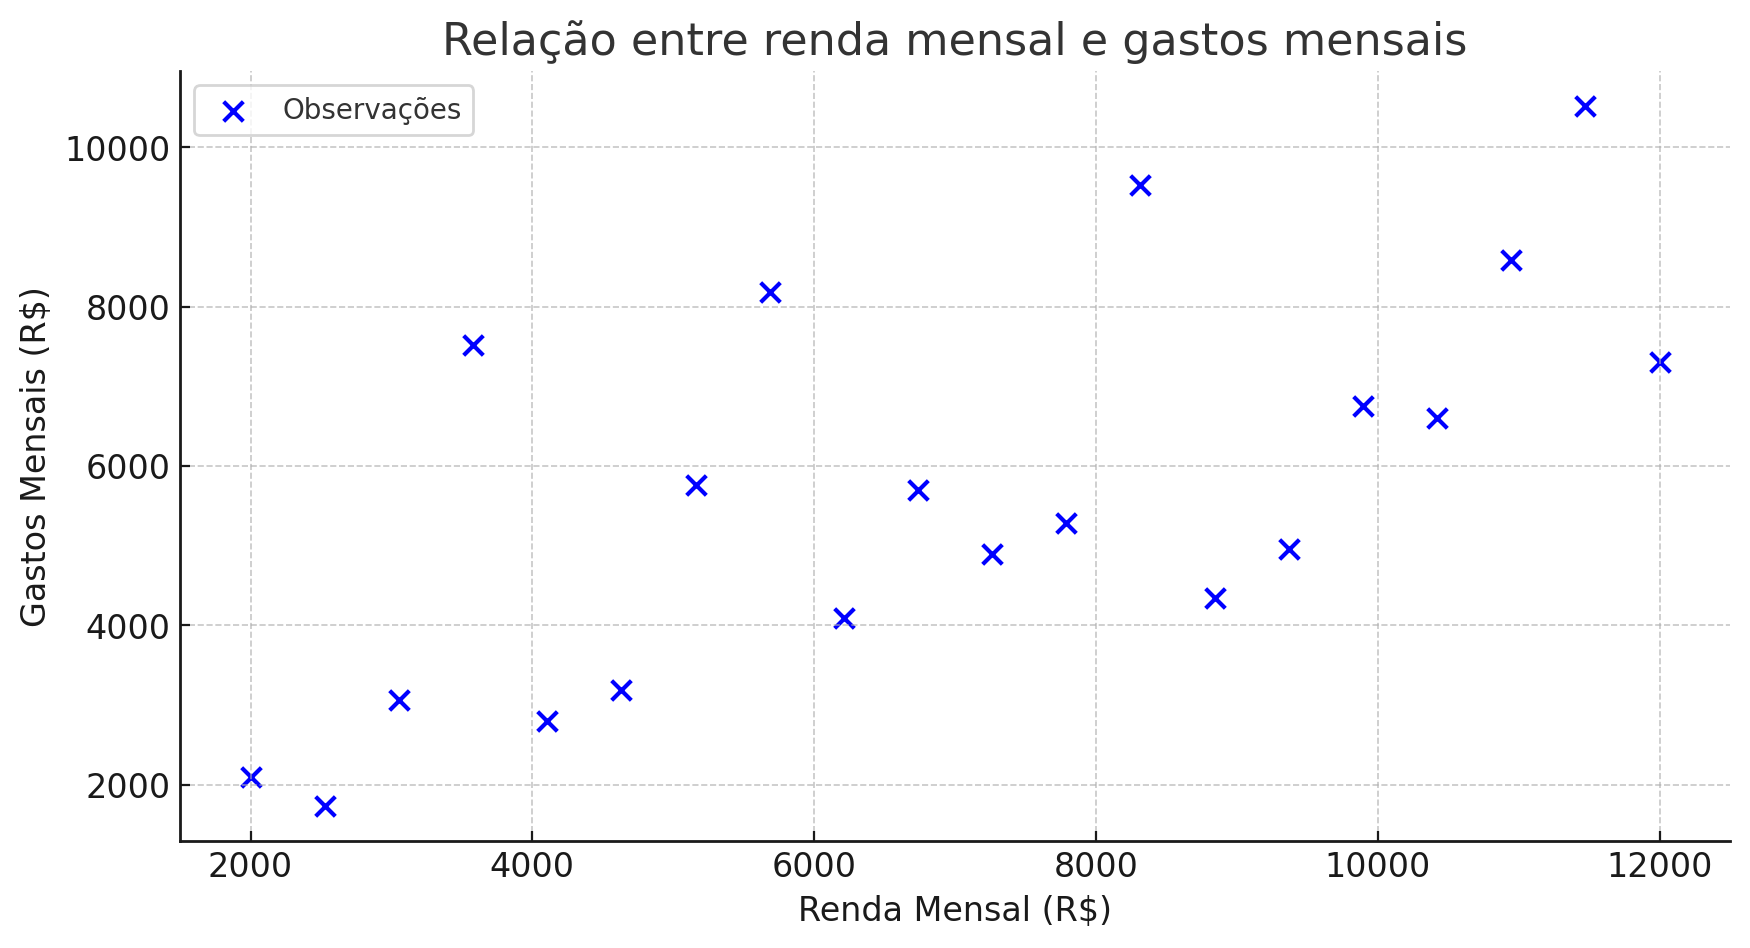 Relação entre renda mensal e gastos mensais
Observações
10000
8000
6000
4000
2000
Gastos Mensais (R$)
2000 4000 6000 8000 10000 12000
Renda Mensal (R$)